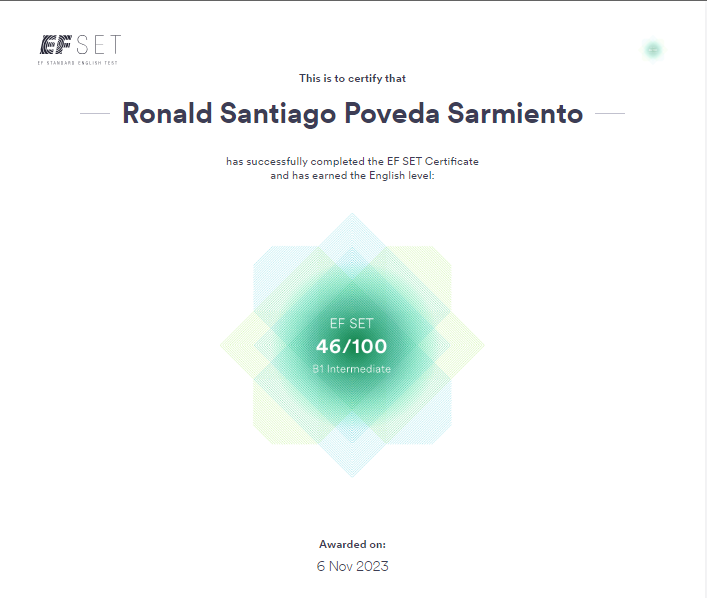 EF SET
EF STANDARD ENGLISH TEST
This is to certify that
Ronald Santiago Poveda Sarmiento
has successfully completed the EF SET Certificate
and has earned the English level:
EF SET
46/100
B1 Intermediate
Awarded on:
6 Nov 2023